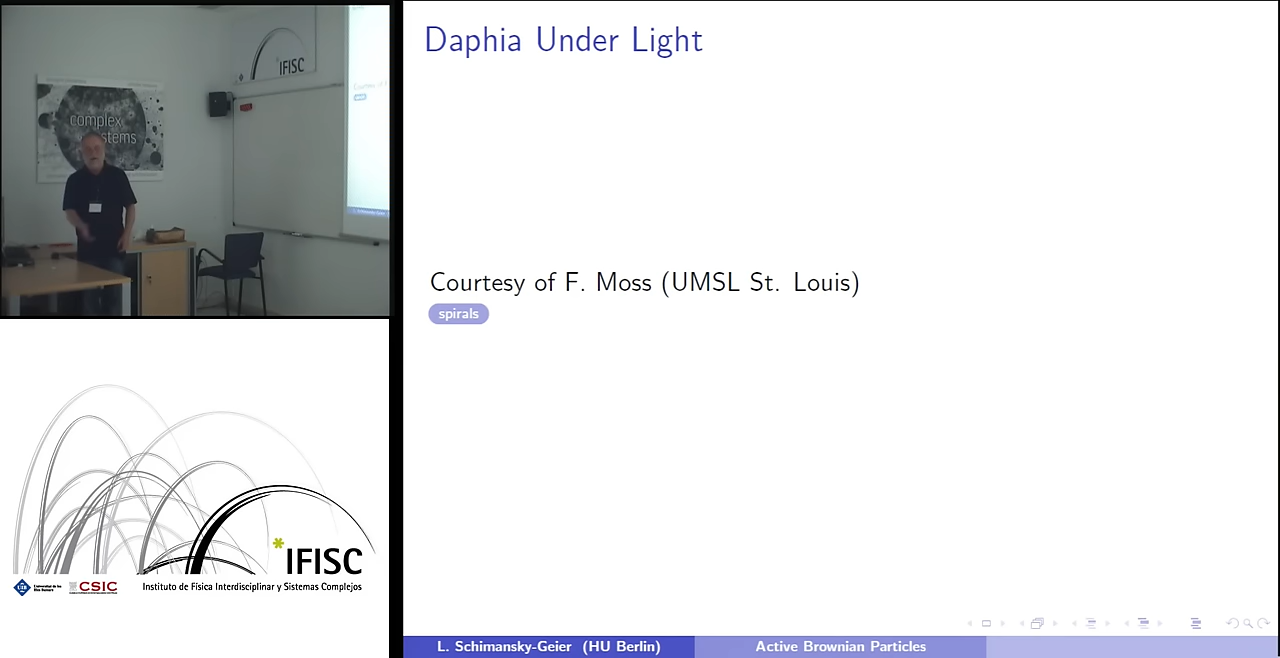 complex
systems
IFISC
Daphia Under Light
Courtesy of F. Moss (UMSL St. Louis)
spirals
IFISC
UIB
CSIC
Instituto de Física Interdisciplinar y Sistemas Complejos
L. Schimansky-Geier (HU Berlin)
Active Brownian Particles